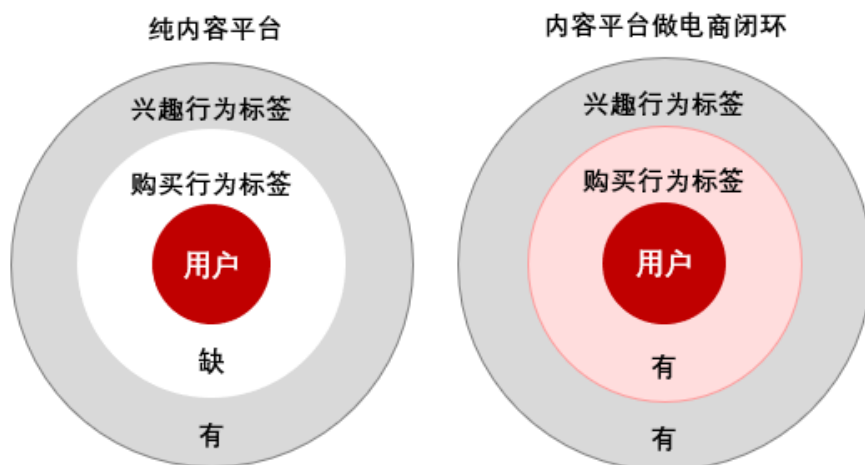 纯内容平台
兴趣行为标签
购买行为标签
用户
缺
有
内容平台做电商闭环
兴趣行为标签
购买行为标签
用户
有
有